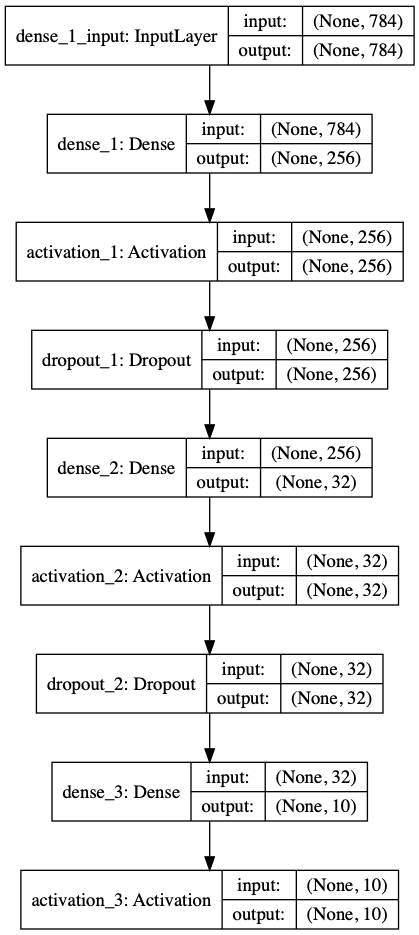 dense_1_input: InputLayer
input: (None, 784)
output: (None, 784)
dense_1: Dense
input: (None, 784)
output: (None, 256)
activation_1: Activation
input: (None, 256)
output: (None, 256)
dropout_1: Dropout
input: (None, 256)
output: (None, 256)
dense_2: Dense
input: (None, 256)
output: (None, 32)
activation_2: Activation
input: (None, 32)
output: (None, 32)
dropout_2: Dropout
input: (None, 32)
output: (None, 32)
dense_3: Dense
input: (None, 32)
output: (None, 10)
activation_3: Activation
input: (None, 10)
output: (None, 10)